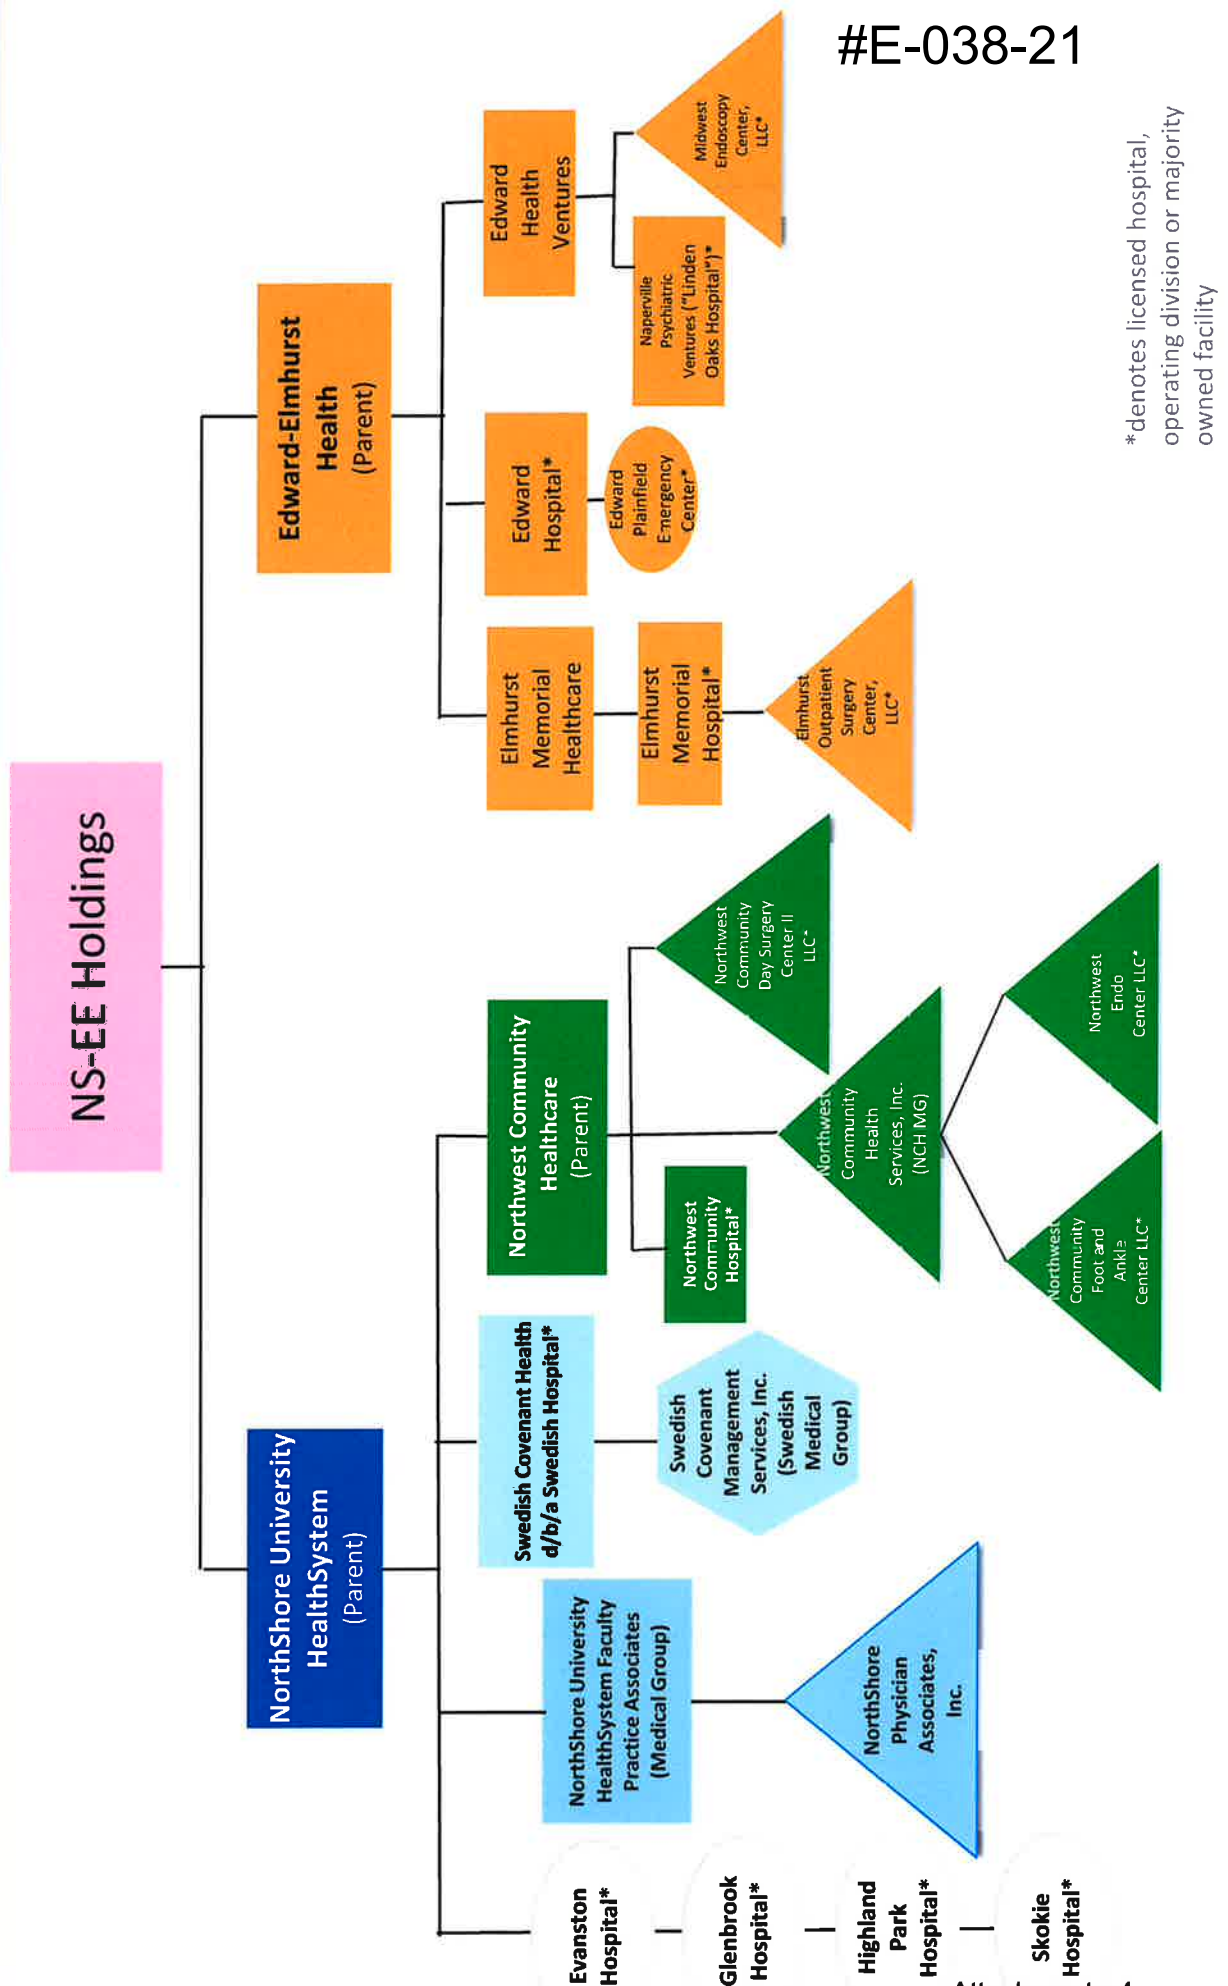 #E-038-21
NS-EE Holdings
NorthShore University
HealthSystem
(Parent)
Edward-Elmhurst
Health
(Parent)
Evanston
Hospital*
Glenbrook
Hospital*
Highland
Park
Hospital*
Skokie
Hospital*
NorthShore University
HealthSystem Faculty
Practice Associates
(Medical Group)
NorthShore
Physician
Associates,
Inc.
Swedish Covenant Health
d/b/a Swedish Hospital*
Swedish
Covenant
Management
Services, Inc.
(Swedish
Medical
Group)
Northwest Community
Healthcare
(Parent)
Northwest
Community
Hospital*
Northwest
Community
Health
Services, Inc.
(NCH MG)
Northwest
Community
Day Surgery
Center II
LLC*
Northwest
Community
Foot and
Ankle
Center LLC*
Northwest
Endo
Center LLC*
Elmhurst
Memorial
Healthcare
Elmhurst
Memorial
Hospital*
Elmhurst
Outpatient
Surgery
Center,
LLC*
Edward
Hospital*
Edward
Plainfield
Emergency
Center*
Edward
Health
Ventures
Naperville
Psychiatric
Ventures ("Linden
Oaks Hospital")*
Midwest
Endoscopy
Center,
LLC*
*denotes licensed hospital,
operating division or majority
owned facility